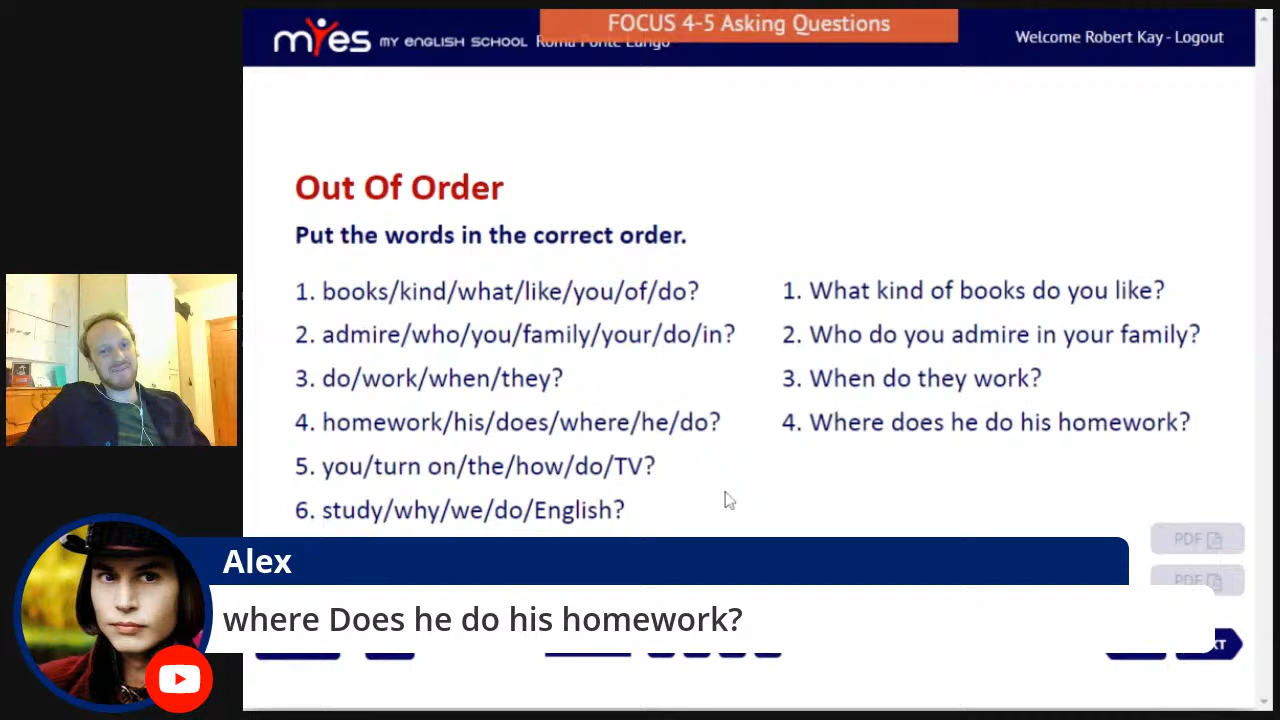 FOCUS 4-5 Asking Questions
myes MY ENGLISH SCHOOL Roma Ponte Lungo
Welcome Robert Kay - Logout
Out Of Order
Put the words in the correct order.
1. books/kind/what/like/you/of/do?
1. What kind of books do you like?
2. admire/who/you/family/your/do/in?
2. Who do you admire in your family?
3. do/work/when/they?
3. When do they work?
4. homework/his/does/where/he/do?
4. Where does he do his homework?
5. you/turn on/the/how/do/TV?
6. study/why/we/do/English?
PDF
PDF
Alex
where Does he do his homework?